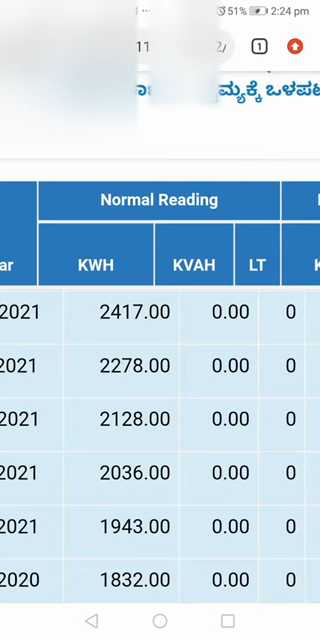 51% 2:24 pm
11 2/ 1
ಒಳಪಟ
Normal Reading
ar KWH KVAH LT K
2021 2417.00 0.00 0
2021 2278.00 0.00 0
2021 2128.00 0.00 0
2021 2036.00 0.00 0
2021 1943.00 0.00 0
2020 1832.00 0.00 0